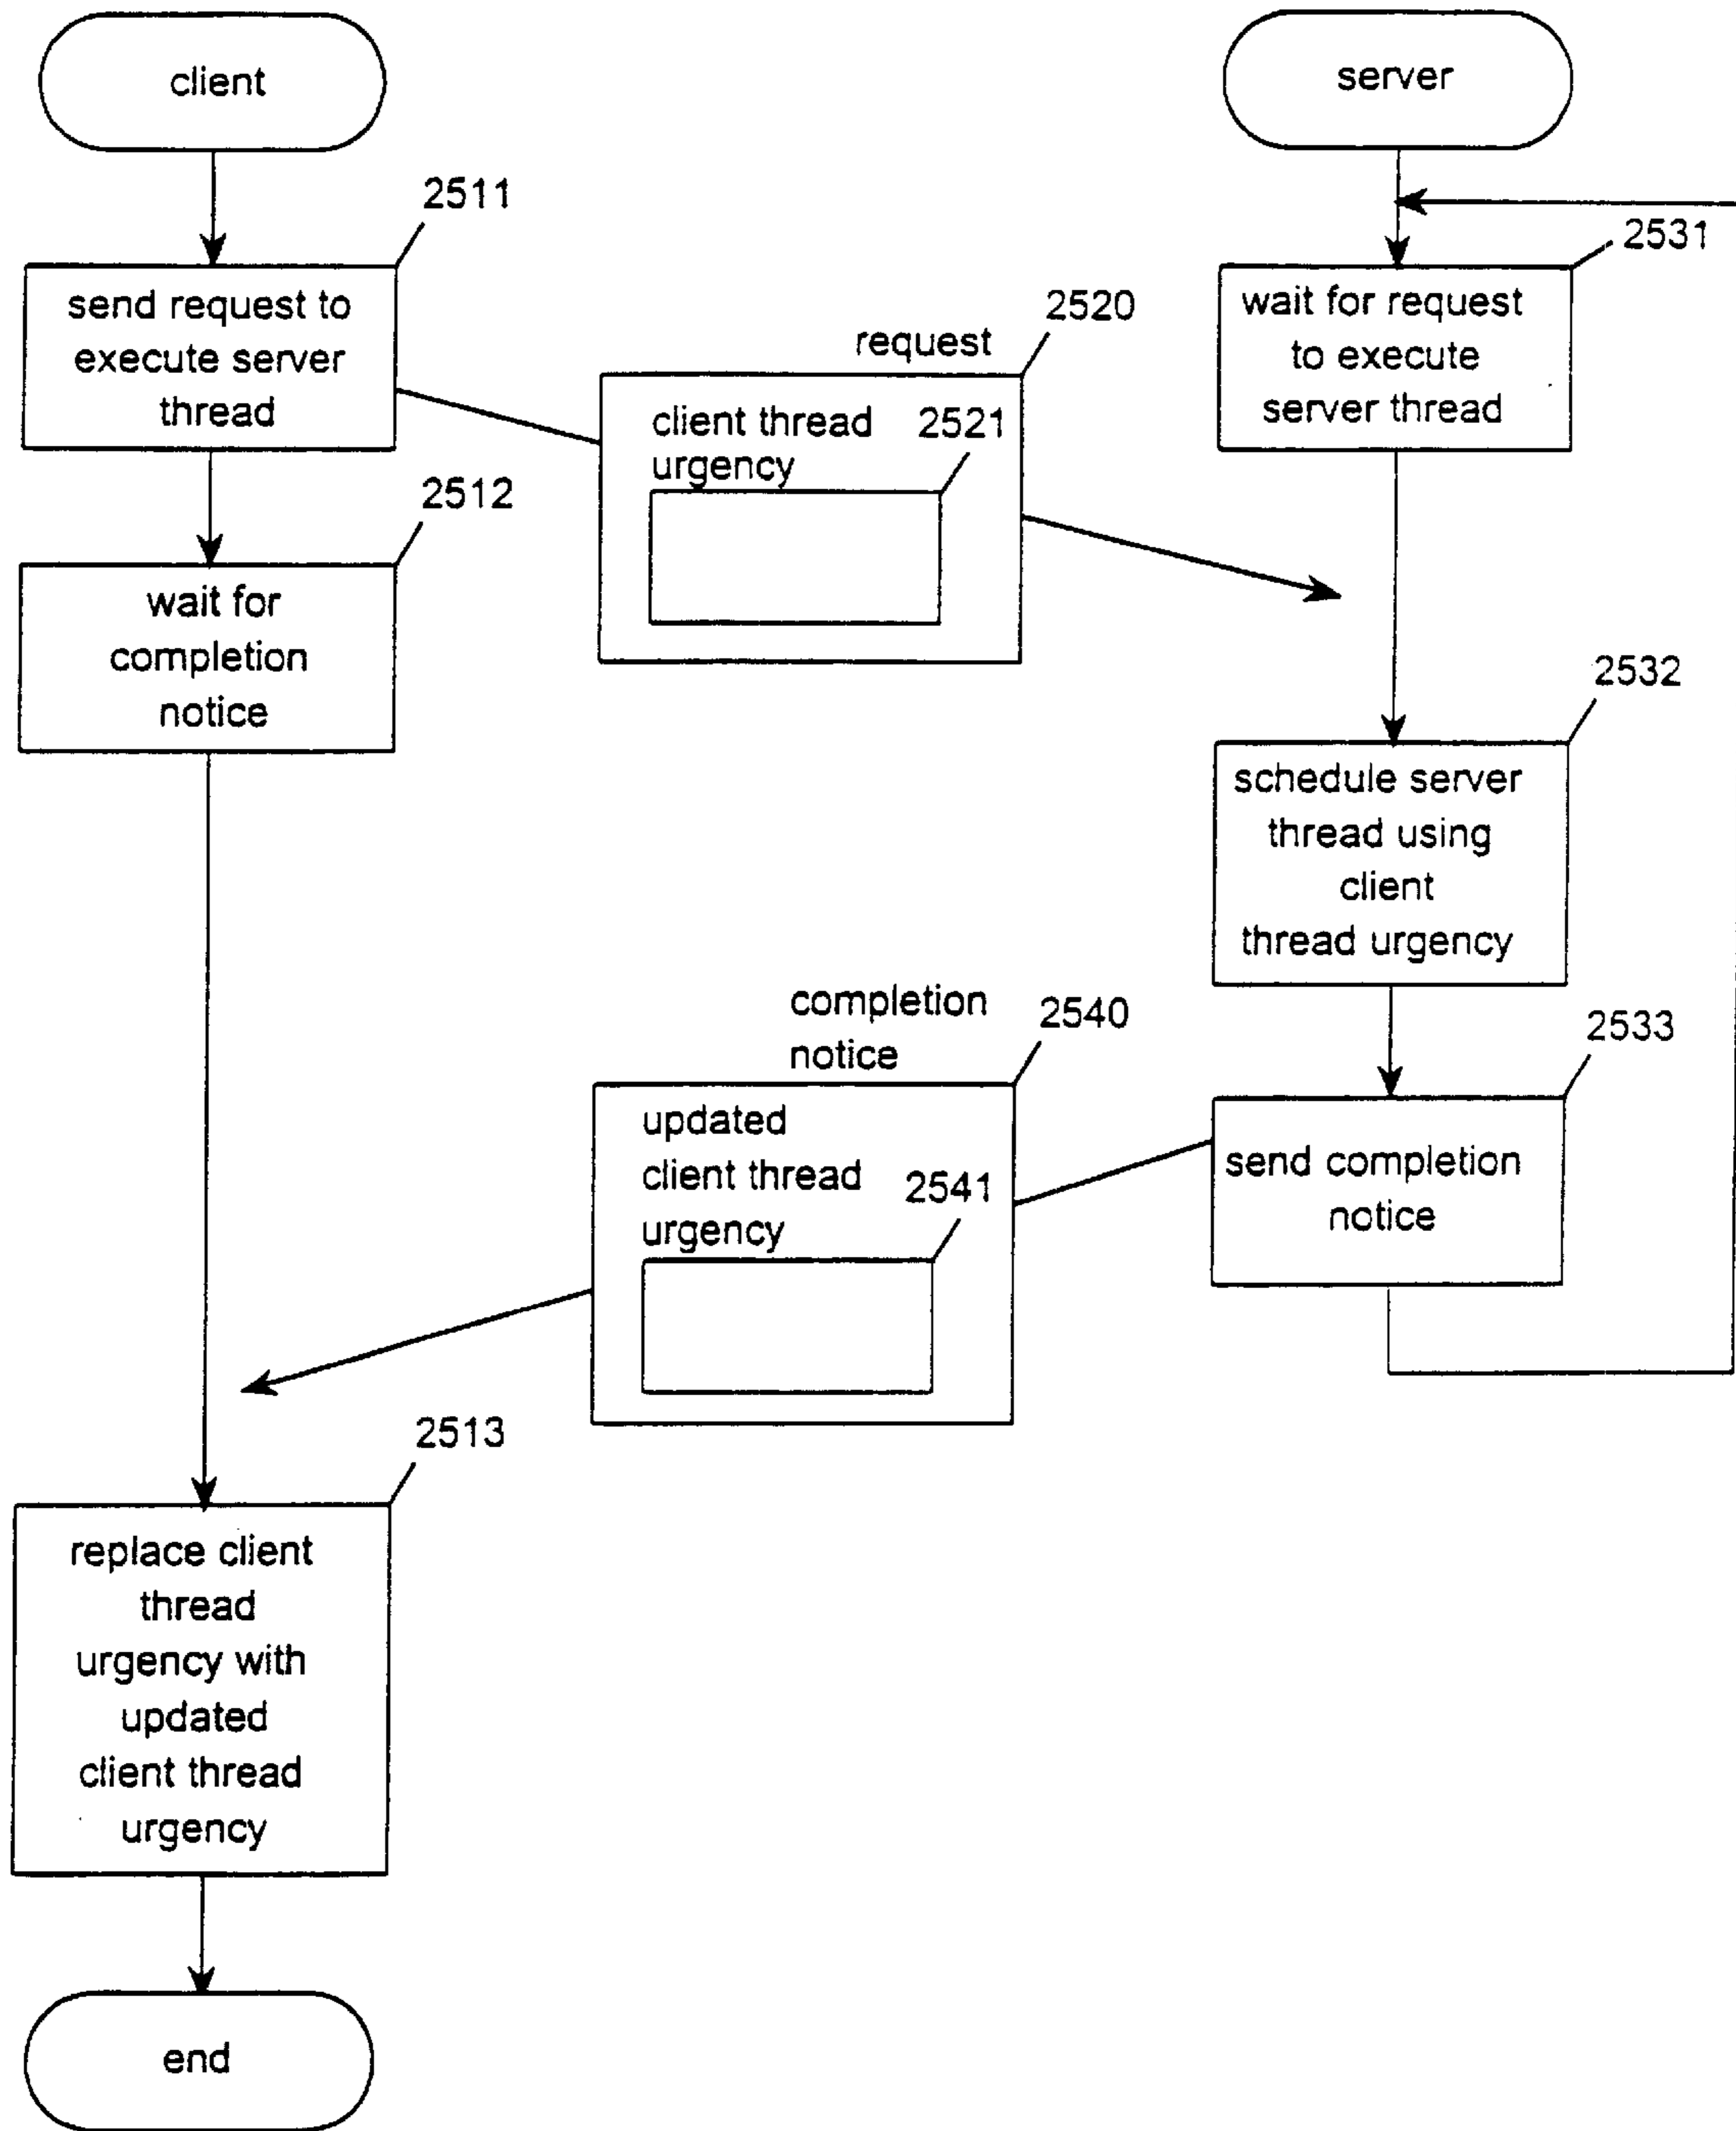 client
2511
send request to
execute server
thread
2512
wait for
completion
notice
request
2520
client thread
urgency
2521
server
2531
wait for request
to execute
server thread
2532
schedule server
thread using
client
thread urgency
2533
send completion
notice
completion
notice
2540
updated
client thread
urgency
2541
2513
replace client
thread
urgency with
updated
client thread
urgency
end